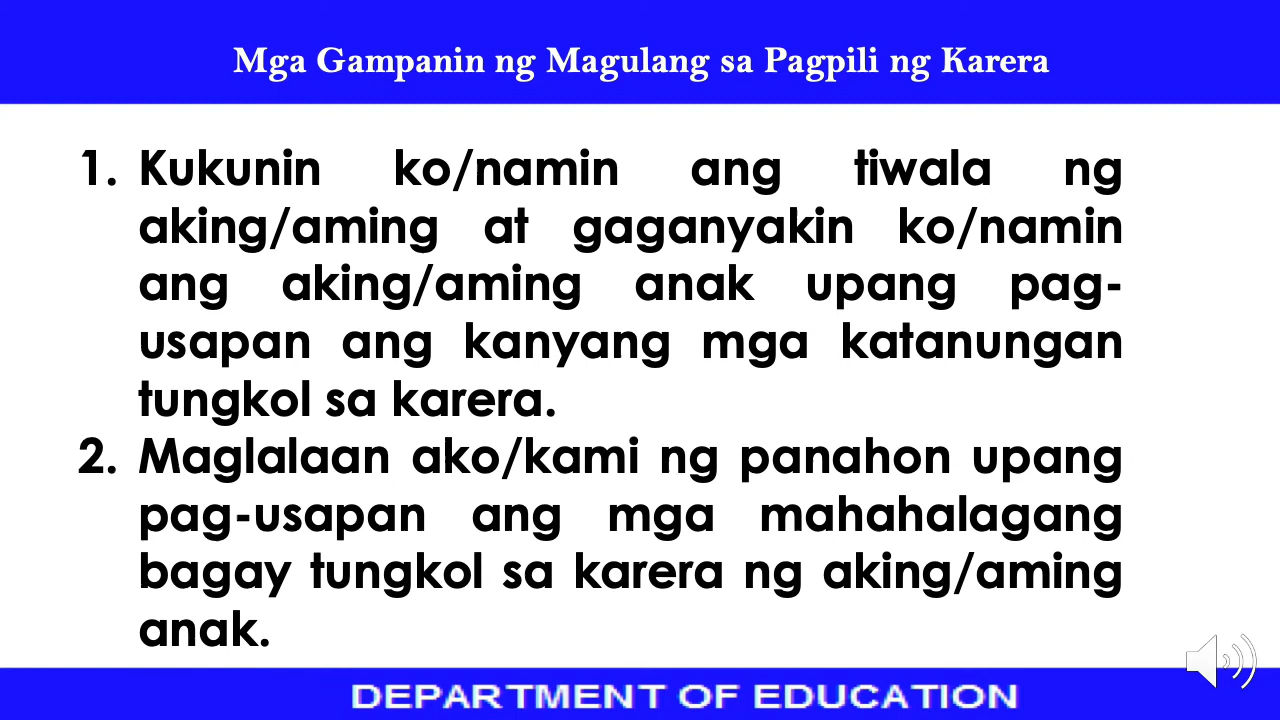 Mga Gampanin ng Magulang sa Pagpili ng Karera
1. Kukunin ko/namin ang tiwala ng
aking/aming at gaganyakin ko/namin
ang aking/aming anak upang pag-
usapan ang kanyang mga katanungan
tungkol sa karera.
2. Maglalaan ako/kami ng panahon upang
pag-usapan ang mga mahahalagang
bagay tungkol sa karera ng aking/aming
anak.
DEPARTMENT OF EDUCATION